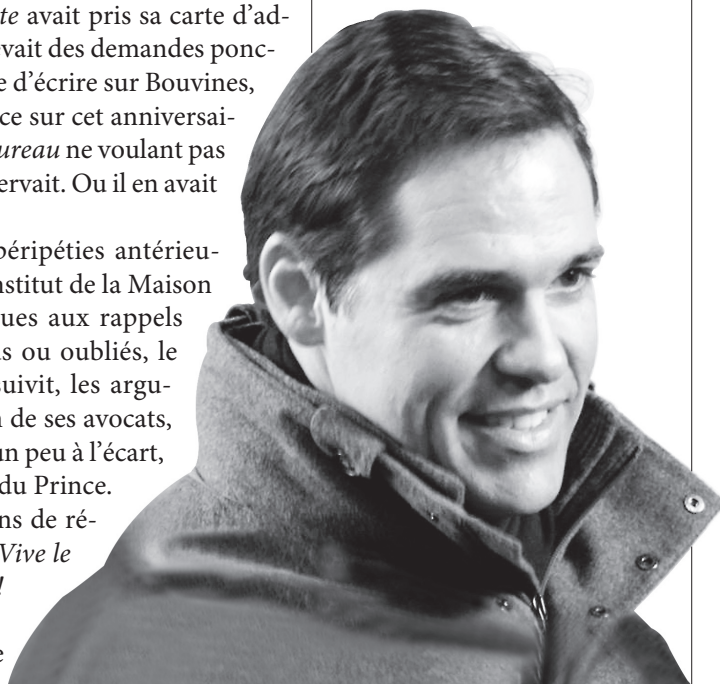 te avait pris sa carte d'ad-
evait des demandes ponc-
e d'écrire sur Bouvines,
ce sur cet anniversai-
ureau ne voulant pas
ervait. Ou il en avait
péripéties antérieu-
nstitut de la Maison
ues aux rappels
s ou oubliés, le
suivit, les argu-
n de ses avocats,
un peu à l'écart,
du Prince.
ns de ré-
Vive le
!
e